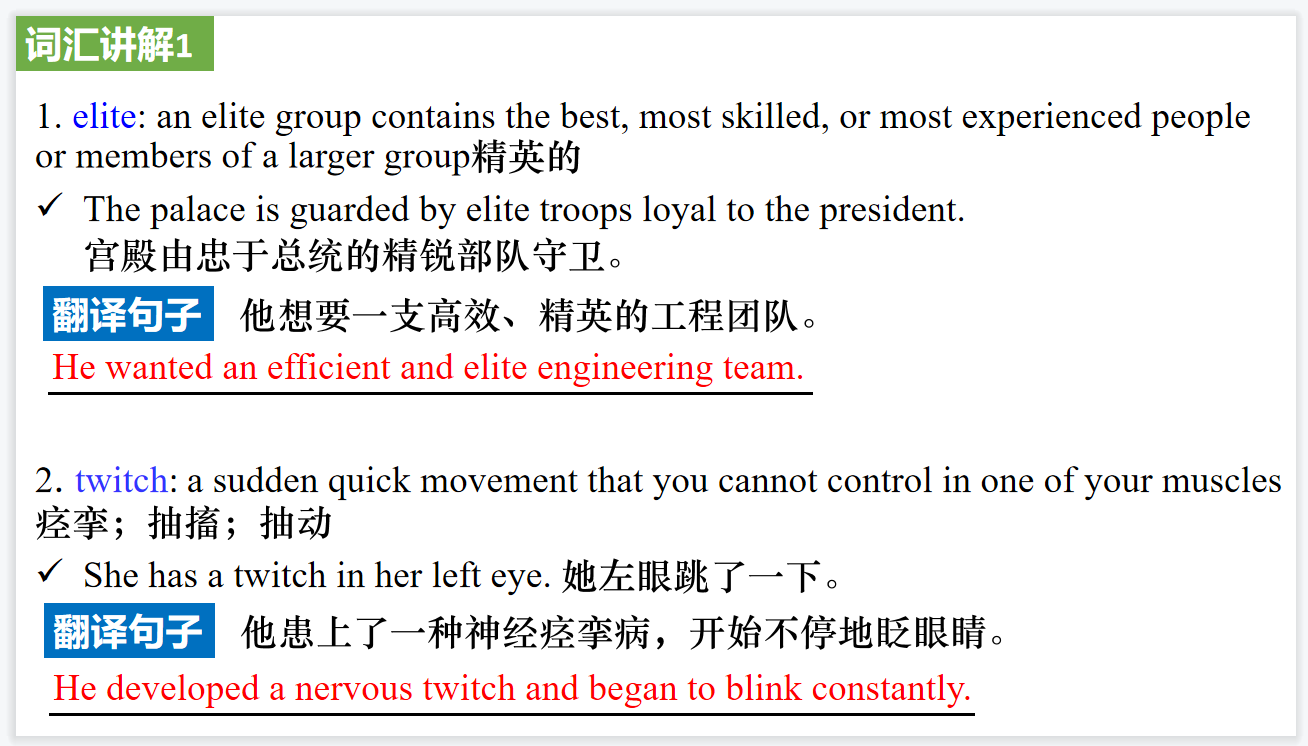 词汇讲解1
1. elite: an elite group contains the best, most skilled, or most experienced people
or members of a larger group精英的
✓ The palace is guarded by elite troops loyal to the president.
宫殿由忠于总统的精锐部队守卫。
翻译句子 他想要一支高效、精英的工程团队。
He wanted an efficient and elite engineering team.
2. twitch: a sudden quick movement that you cannot control in one of your muscles
痉挛；抽搐；抽动
✓ She has a twitch in her left eye. 她左眼跳了一下。
翻译句子 他患上了一种神经痉挛病，开始不停地眨眼睛。
He developed a nervous twitch and began to blink constantly.